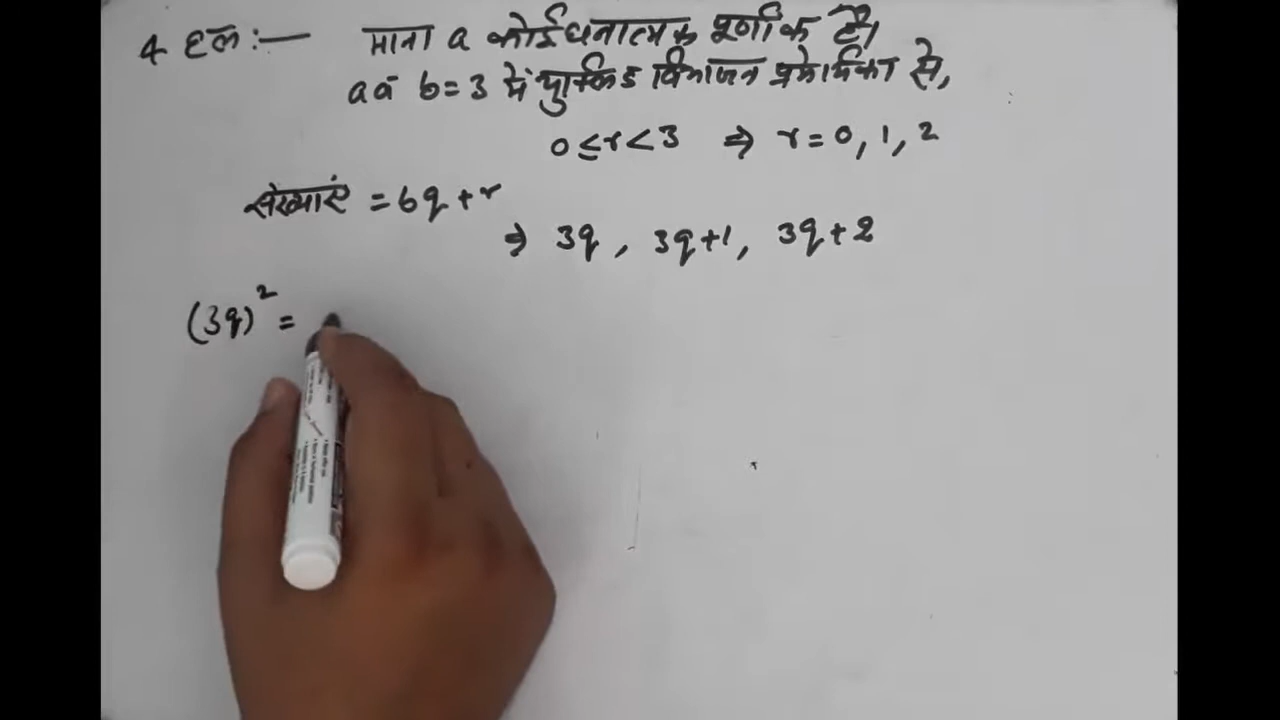 4 हल :— माना a कोई धनात्मक पूर्णांक है।
a व b = 3 में युक्लिड विभाजन प्रमेयिका से,
0 ≤ r < 3 ⇒ r = 0, 1, 2
संख्याएं = bq + r
⇒ 3q, 3q+1, 3q+2
(3q)² =